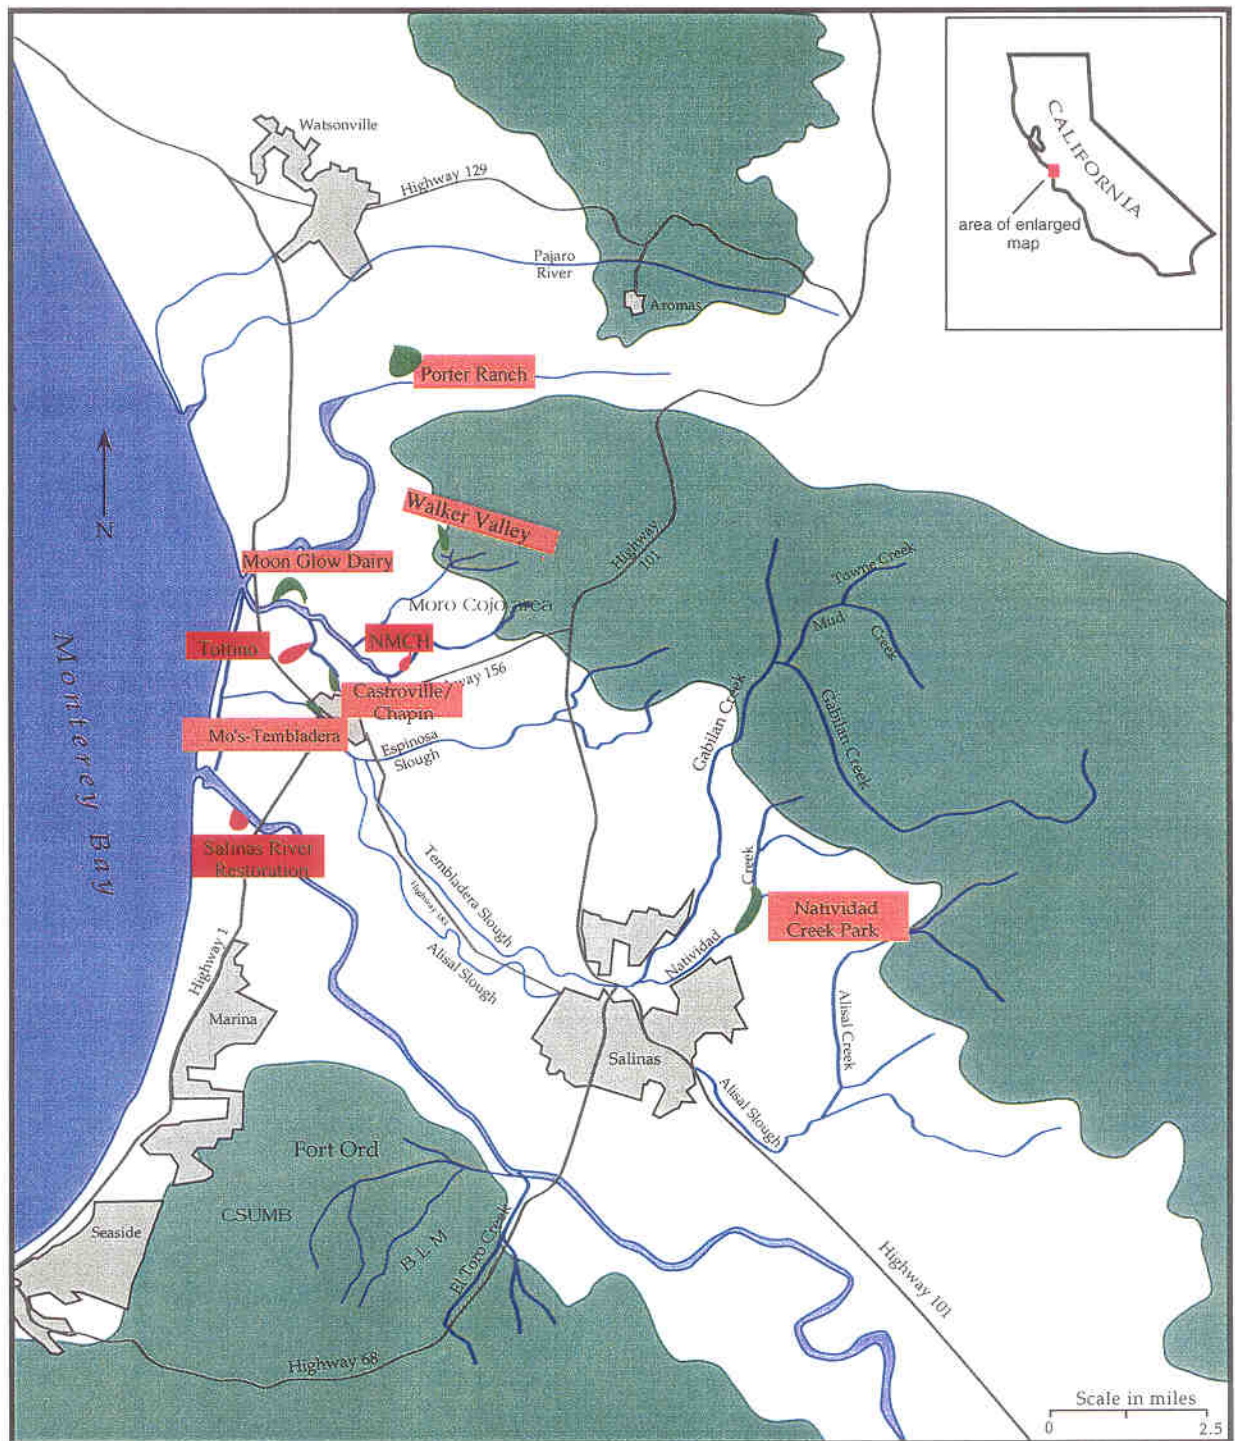 Watsonville
Highway 129
Pajaro
River
Aromas
CALIFORNIA
area of enlarged
map
Porter Ranch
N
Walker Valley
Highway
101
Moon Glow Dairy
Moro Cojo area
Towne Creek
Mud
Creek
Tottino
NMCH
Gabilan Creek
Gabilan Creek
Castroville/
Chapin
Mo's-Tembladera
Espinosa
Slough
Monterey Bay
Salinas River
Restoration
Tembladera Slough
Highway 183
Alisal Slough
Creek
Natividad
Natividad
Creek Park
Highway 1
Marina
Salinas
Alisal Creek
Alisal Slough
Fort Ord
CSUMB
BLM
El Toro Creek
Seaside
Highway 101
Highway 68
Scale in miles
0
2.5